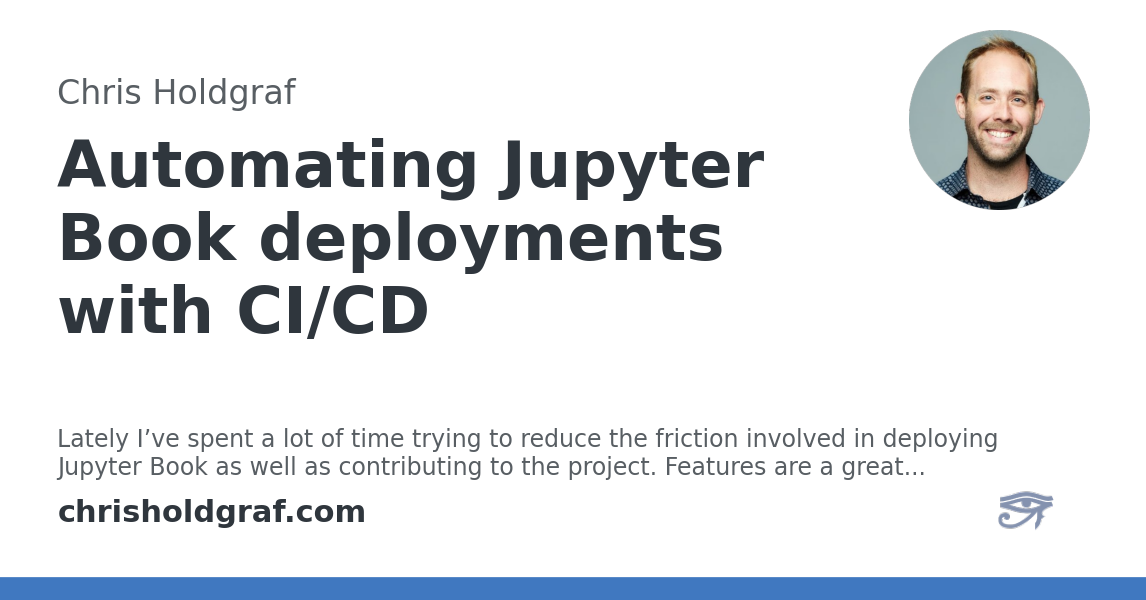 Chris Holdgraf
Automating Jupyter
Book deployments
with CI/CD
Lately I’ve spent a lot of time trying to reduce the friction involved in deploying
Jupyter Book as well as contributing to the project. Features are a great...
chrisholdgraf.com